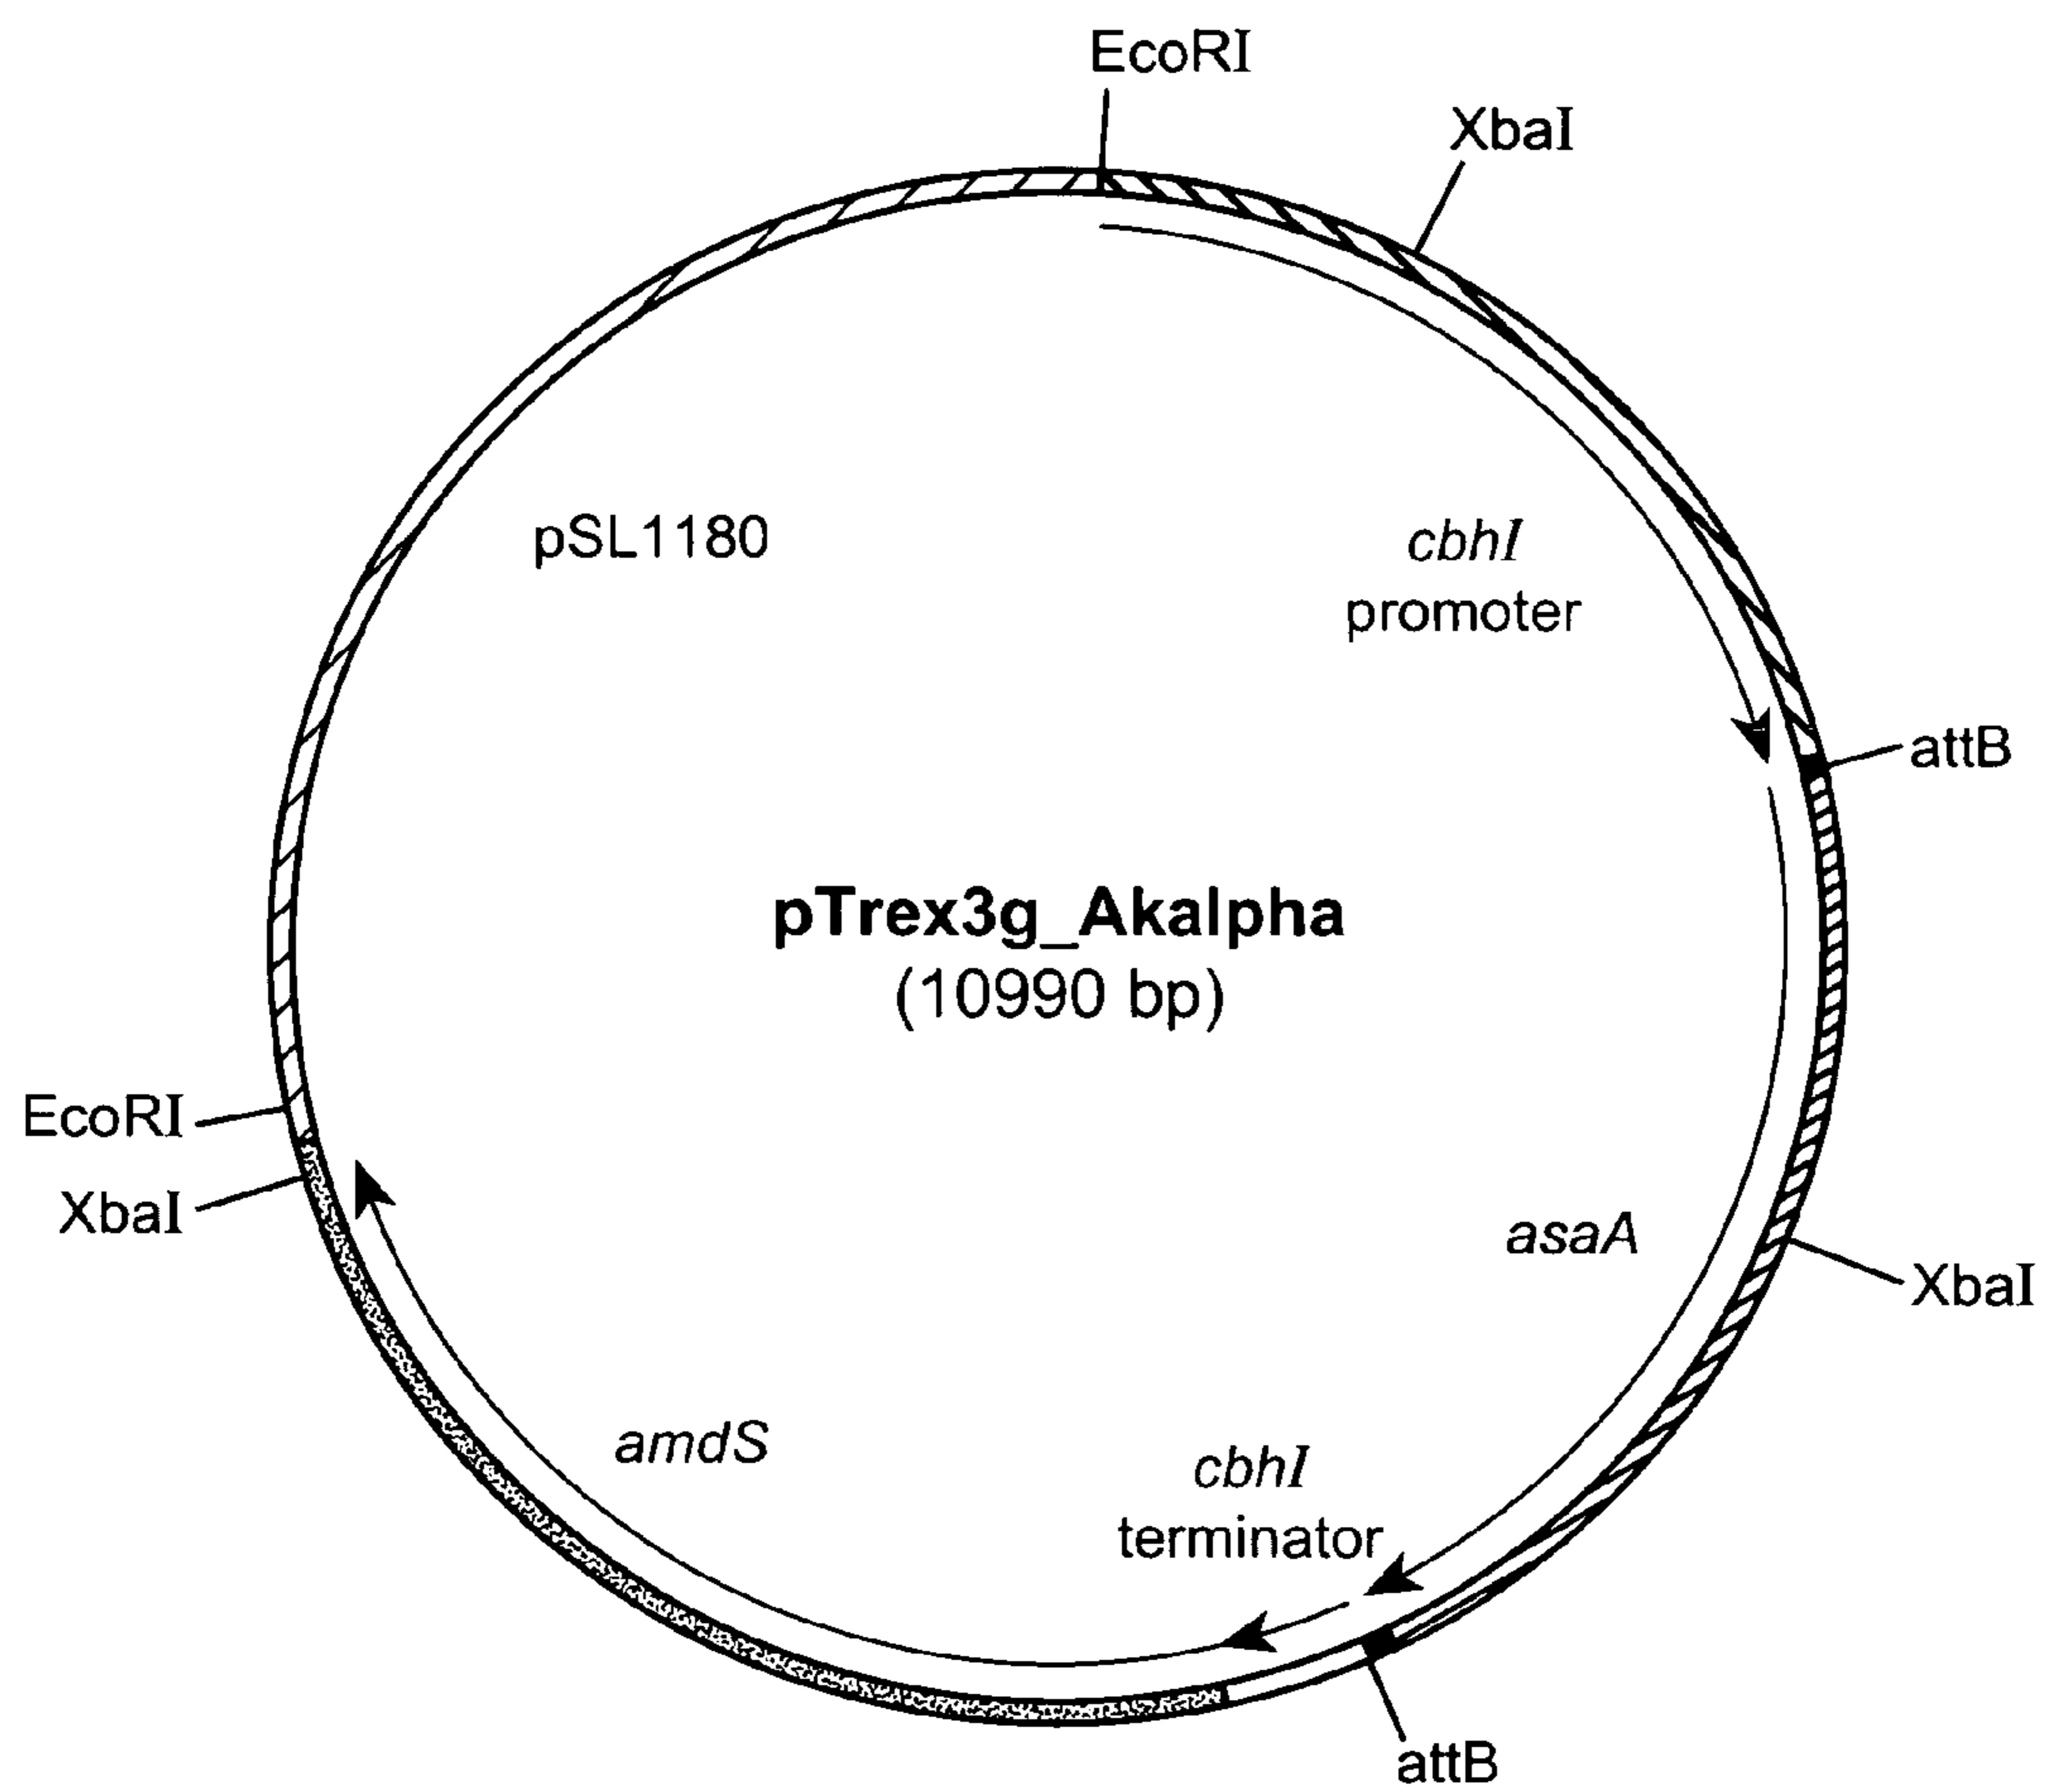 EcoRI
XbaI
pSL1180
cbhI
promoter
attB
pTrex3g_Akalpha
(10990 bp)
EcoRI
XbaI
asaA
XbaI
amdS
cbhI
terminator
attB